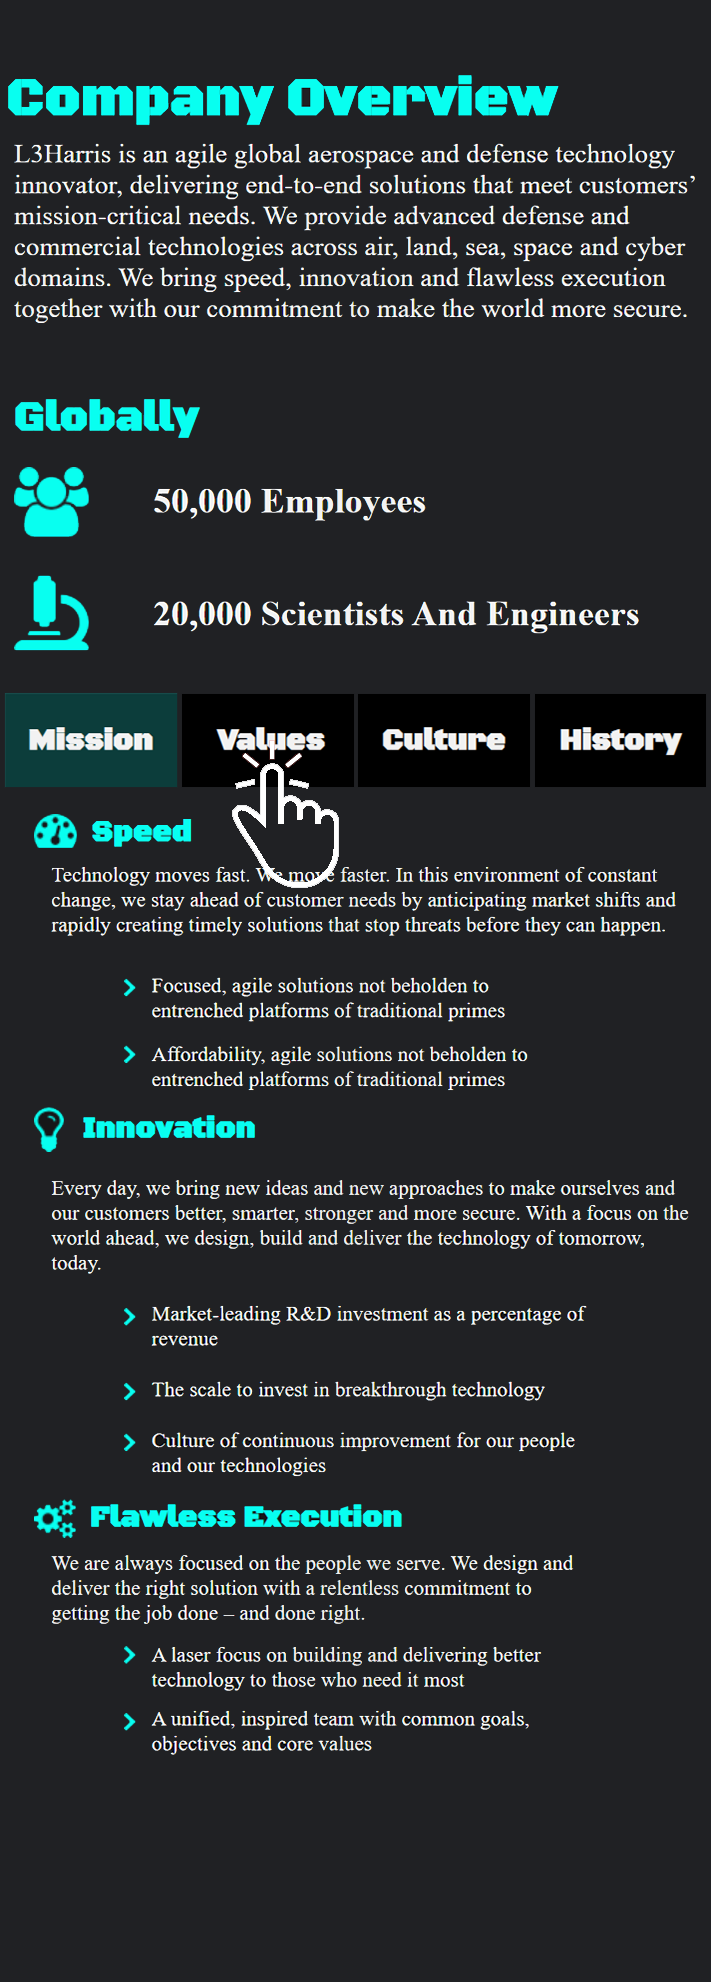 Company Overview
L3Harris is an agile global aerospace and defense technology
innovator, delivering end-to-end solutions that meet customers’
mission-critical needs. We provide advanced defense and
commercial technologies across air, land, sea, space and cyber
domains. We bring speed, innovation and flawless execution
together with our commitment to make the world more secure.
Globally
50,000 Employees
20,000 Scientists And Engineers
Mission Values Culture History
Speed
Technology moves fast. We move faster. In this environment of constant
change, we stay ahead of customer needs by anticipating market shifts and
rapidly creating timely solutions that stop threats before they can happen.
Focused, agile solutions not beholden to
entrenched platforms of traditional primes
Affordability, agile solutions not beholden to
entrenched platforms of traditional primes
Innovation
Every day, we bring new ideas and new approaches to make ourselves and
our customers better, smarter, stronger and more secure. With a focus on the
world ahead, we design, build and deliver the technology of tomorrow,
today.
Market-leading R&D investment as a percentage of
revenue
The scale to invest in breakthrough technology
Culture of continuous improvement for our people
and our technologies
Flawless Execution
We are always focused on the people we serve. We design and
deliver the right solution with a relentless commitment to
getting the job done – and done right.
A laser focus on building and delivering better
technology to those who need it most
A unified, inspired team with common goals,
objectives and core values